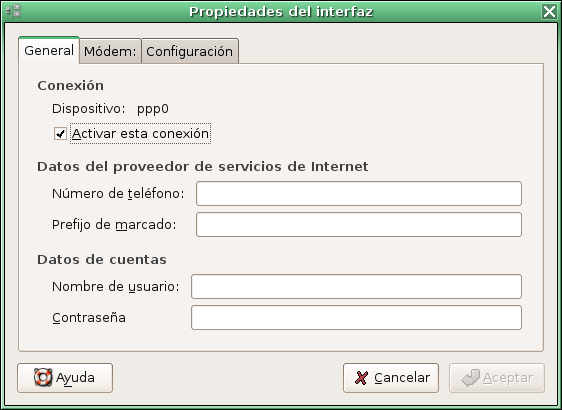 Propiedades del interfaz
General Módem: Configuración
Conexión
Dispositivo: ppp0
Activar esta conexión
Datos del proveedor de servicios de Internet
Número de teléfono:
Prefijo de marcado:
Datos de cuentas
Nombre de usuario:
Contraseña
Ayuda Cancelar Aceptar